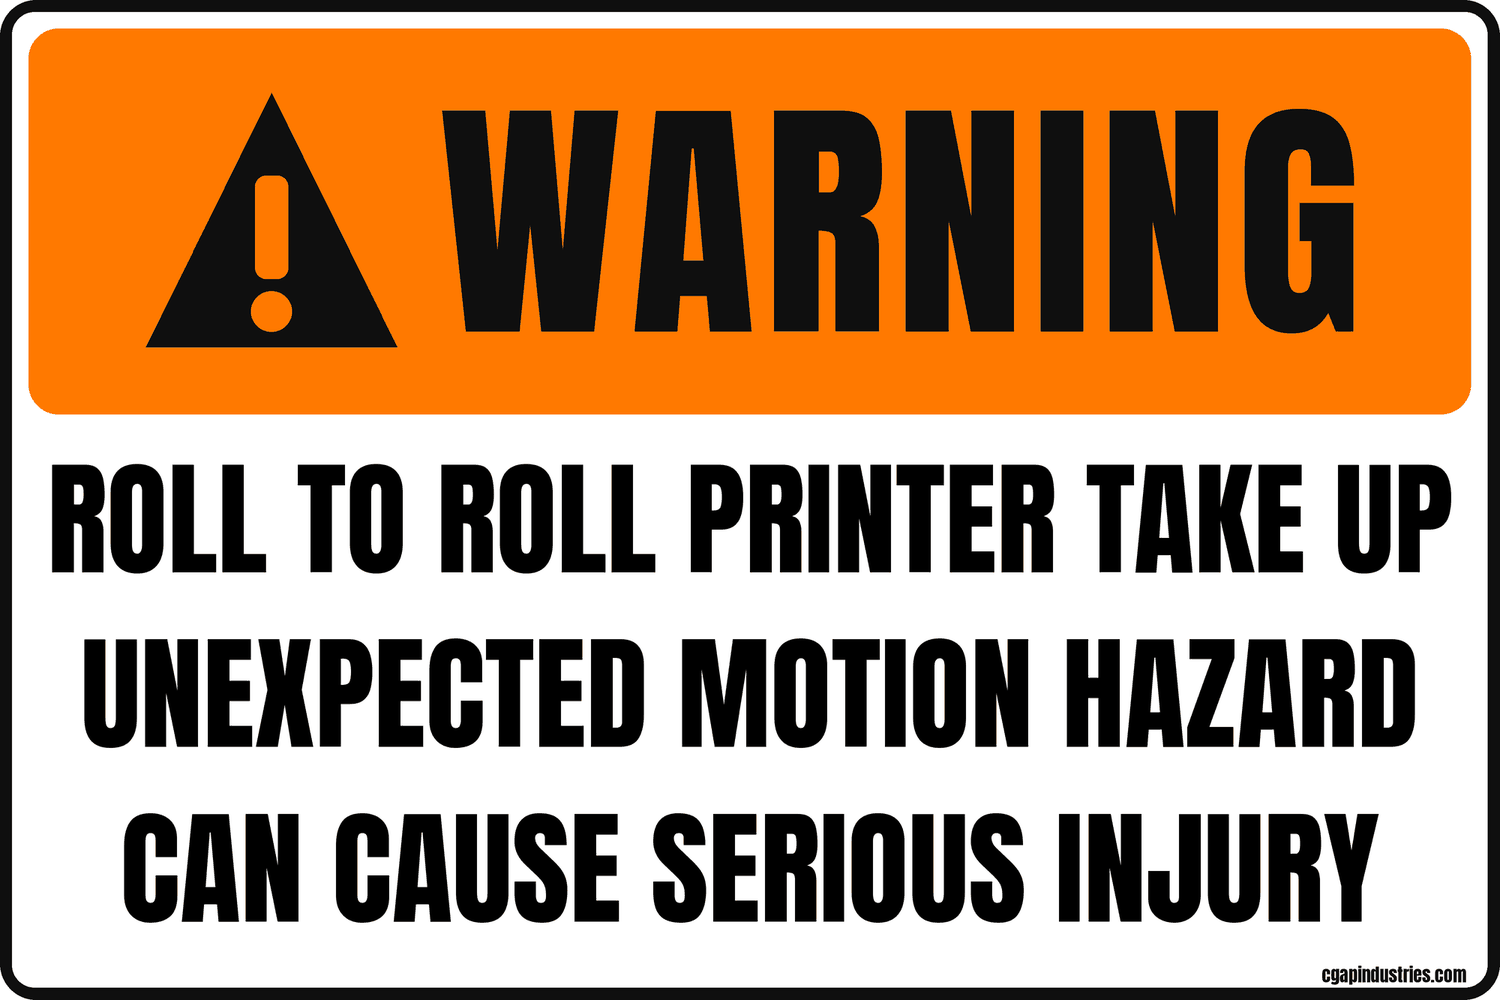 WARNING
ROLL TO ROLL PRINTER TAKE UP
UNEXPECTED MOTION HAZARD
CAN CAUSE SERIOUS INJURY
cgapindustries.com